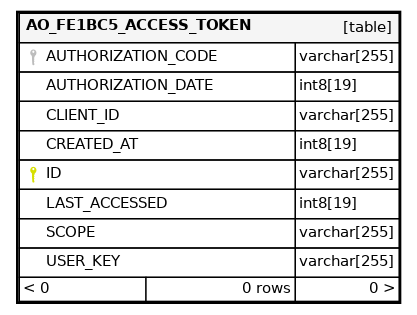 AO_FE1BC5_ACCESS_TOKEN [table]
AUTHORIZATION_CODE varchar[255]
AUTHORIZATION_DATE int8[19]
CLIENT_ID varchar[255]
CREATED_AT int8[19]
ID varchar[255]
LAST_ACCESSED int8[19]
SCOPE varchar[255]
USER_KEY varchar[255]
< 0 0 rows 0 >